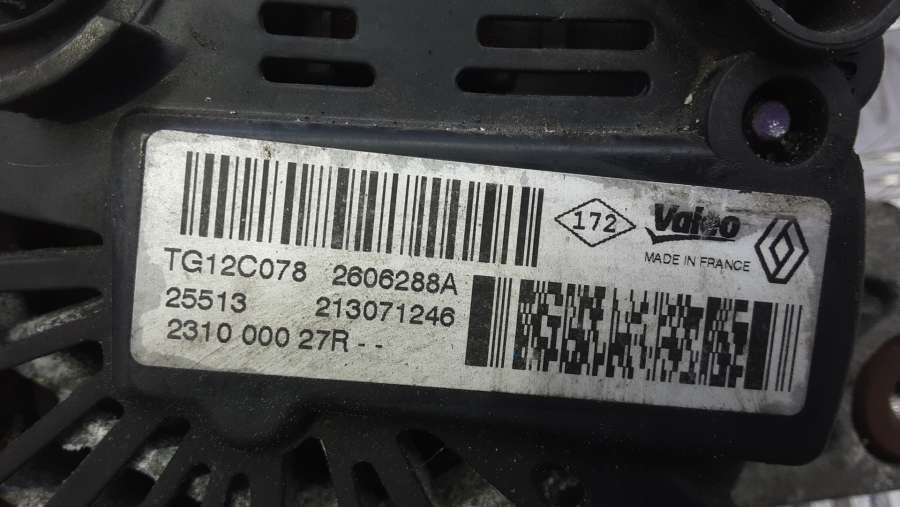 172
Valeo
MADE IN FRANCE
TG12C078 2606288A
25513 213071246
2310 000 27R - -